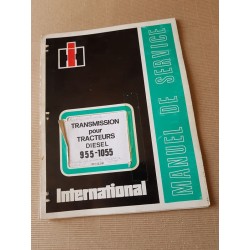 TRANSMISSION
pour
TRACTEURS
DIESEL
955-1055
International
MANUEL DE SERVICE